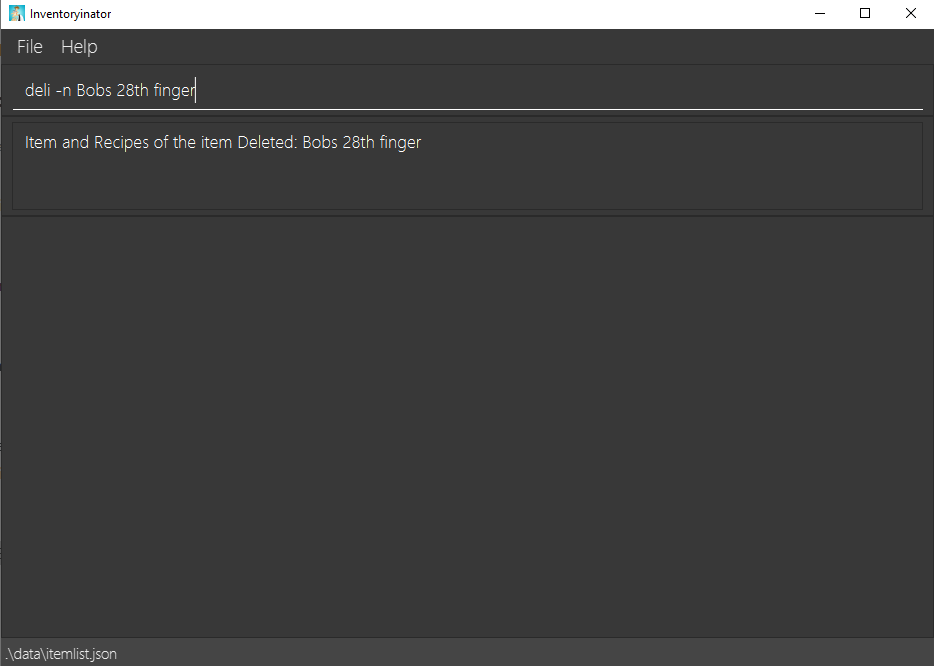 Inventoryinator
File Help
deli -n Bobs 28th finger
Item and Recipes of the item Deleted: Bobs 28th finger
.\data\itemlist.json